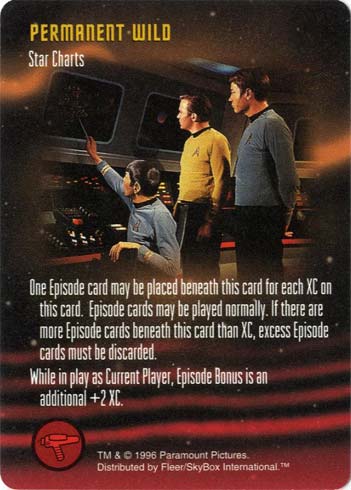 PERMANENT WILD
Star Charts
One Episode card may be placed beneath this card for each XC on
this card. Episode cards may be played normally. If there are
more Episode cards beneath this card than XC, excess Episode
cards must be discarded.
While in play as Current Player, Episode Bonus is an
additional +2 XC.
TM & © 1996 Paramount Pictures.
Distributed by Fleer/SkyBox International.™